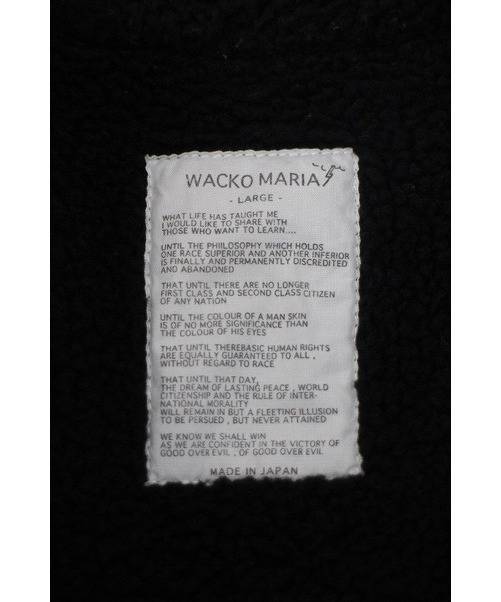 WACKO MARIA
- LARGE -
WHAT LIFE HAS TAUGHT ME
I WOULD LIKE TO SHARE WITH
THOSE WHO WANT TO LEARN....
UNTIL THE PHIILOSOPHY WHICH HOLDS
ONE RACE SUPERIOR AND ANOTHER INFERIOR
IS FINALLY AND PERMANENTLY DISCREDITED
AND ABANDONED
THAT UNTIL THERE ARE NO LONGER
FIRST CLASS AND SECOND CLASS CITIZEN
OF ANY NATION
UNTIL THE COLOUR OF A MAN SKIN
IS OF NO MORE SIGNIFICANCE THAN
THE COLOUR OF HIS EYES
THAT UNTIL THEREBASIC HUMAN RIGHTS
ARE EQUALLY GUARANTEED TO ALL ,
WITHOUT REGARD TO RACE
THAT UNTIL THAT DAY,
THE DREAM OF LASTING PEACE , WORLD
CITIZENSHIP AND THE RULE OF INTER-
NATIONAL MORALITY
WILL REMAIN IN BUT A FLEETING ILLUSION
TO BE PERSUED , BUT NEVER ATTAINED
WE KNOW WE SHALL WIN
AS WE ARE CONFIDENT IN THE VICTORY OF
GOOD OVER EVIL , OF GOOD OVER EVIL
MADE IN JAPAN